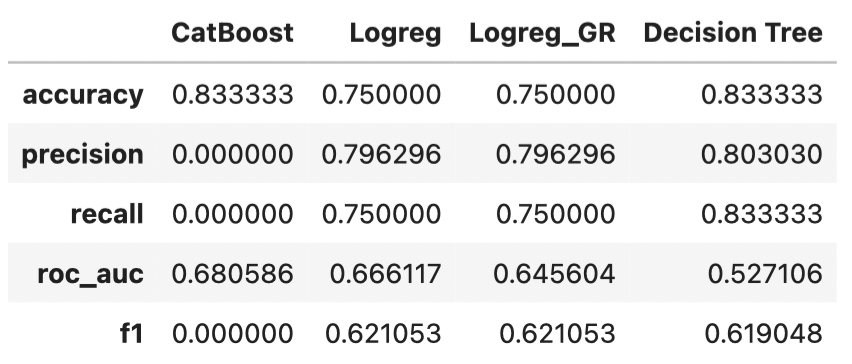 CatBoost Logreg Logreg_GR Decision Tree
accuracy 0.833333 0.750000 0.750000 0.833333
precision 0.000000 0.796296 0.796296 0.803030
recall 0.000000 0.750000 0.750000 0.833333
roc_auc 0.680586 0.666117 0.645604 0.527106
f1 0.000000 0.621053 0.621053 0.619048